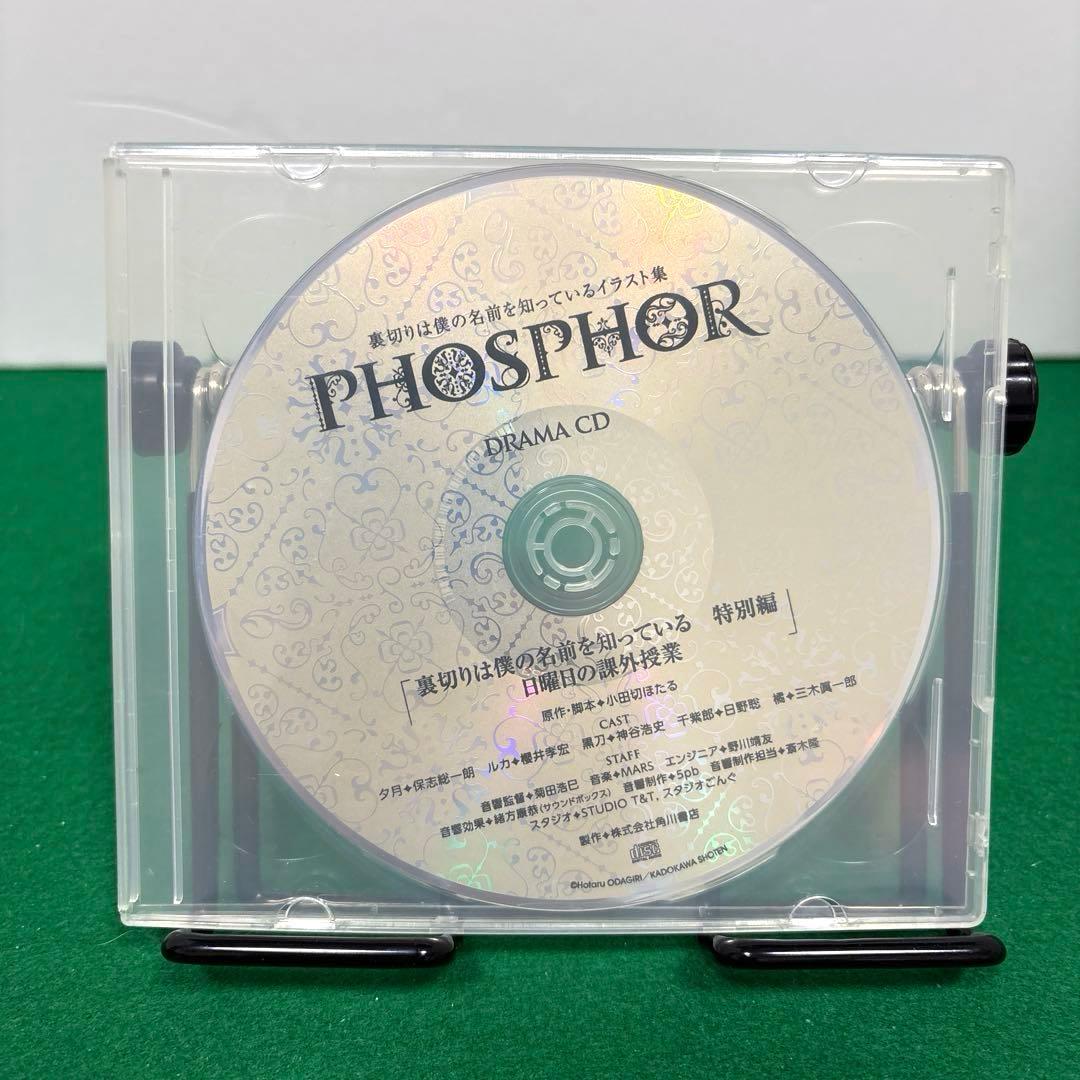 裏切りは僕の名前を知っているイラスト集
PHOSPHOR
DRAMA CD
「裏切りは僕の名前を知っている 特別編
日曜日の課外授業」
原作・脚本◆小田切ほたる
CAST
夕月◆保志総一朗 ルカ◆櫻井孝宏 黒刀◆神谷浩史 千紫郎◆日野聡 橘◆三木眞一郎
STAFF
音響監督◆菊田浩巳 音楽◆MARS エンジニア◆野川靖友
音響効果◆緒方康恭(サウンドボックス) 音響制作◆5pb 音響制作担当◆斎木隆
スタジオ◆STUDIO T&T, スタジオごんぐ
製作◆株式会社角川書店
COMPACT disc DIGITAL AUDIO
©Hotaru ODAGIRI/KADOKAWA SHOTEN